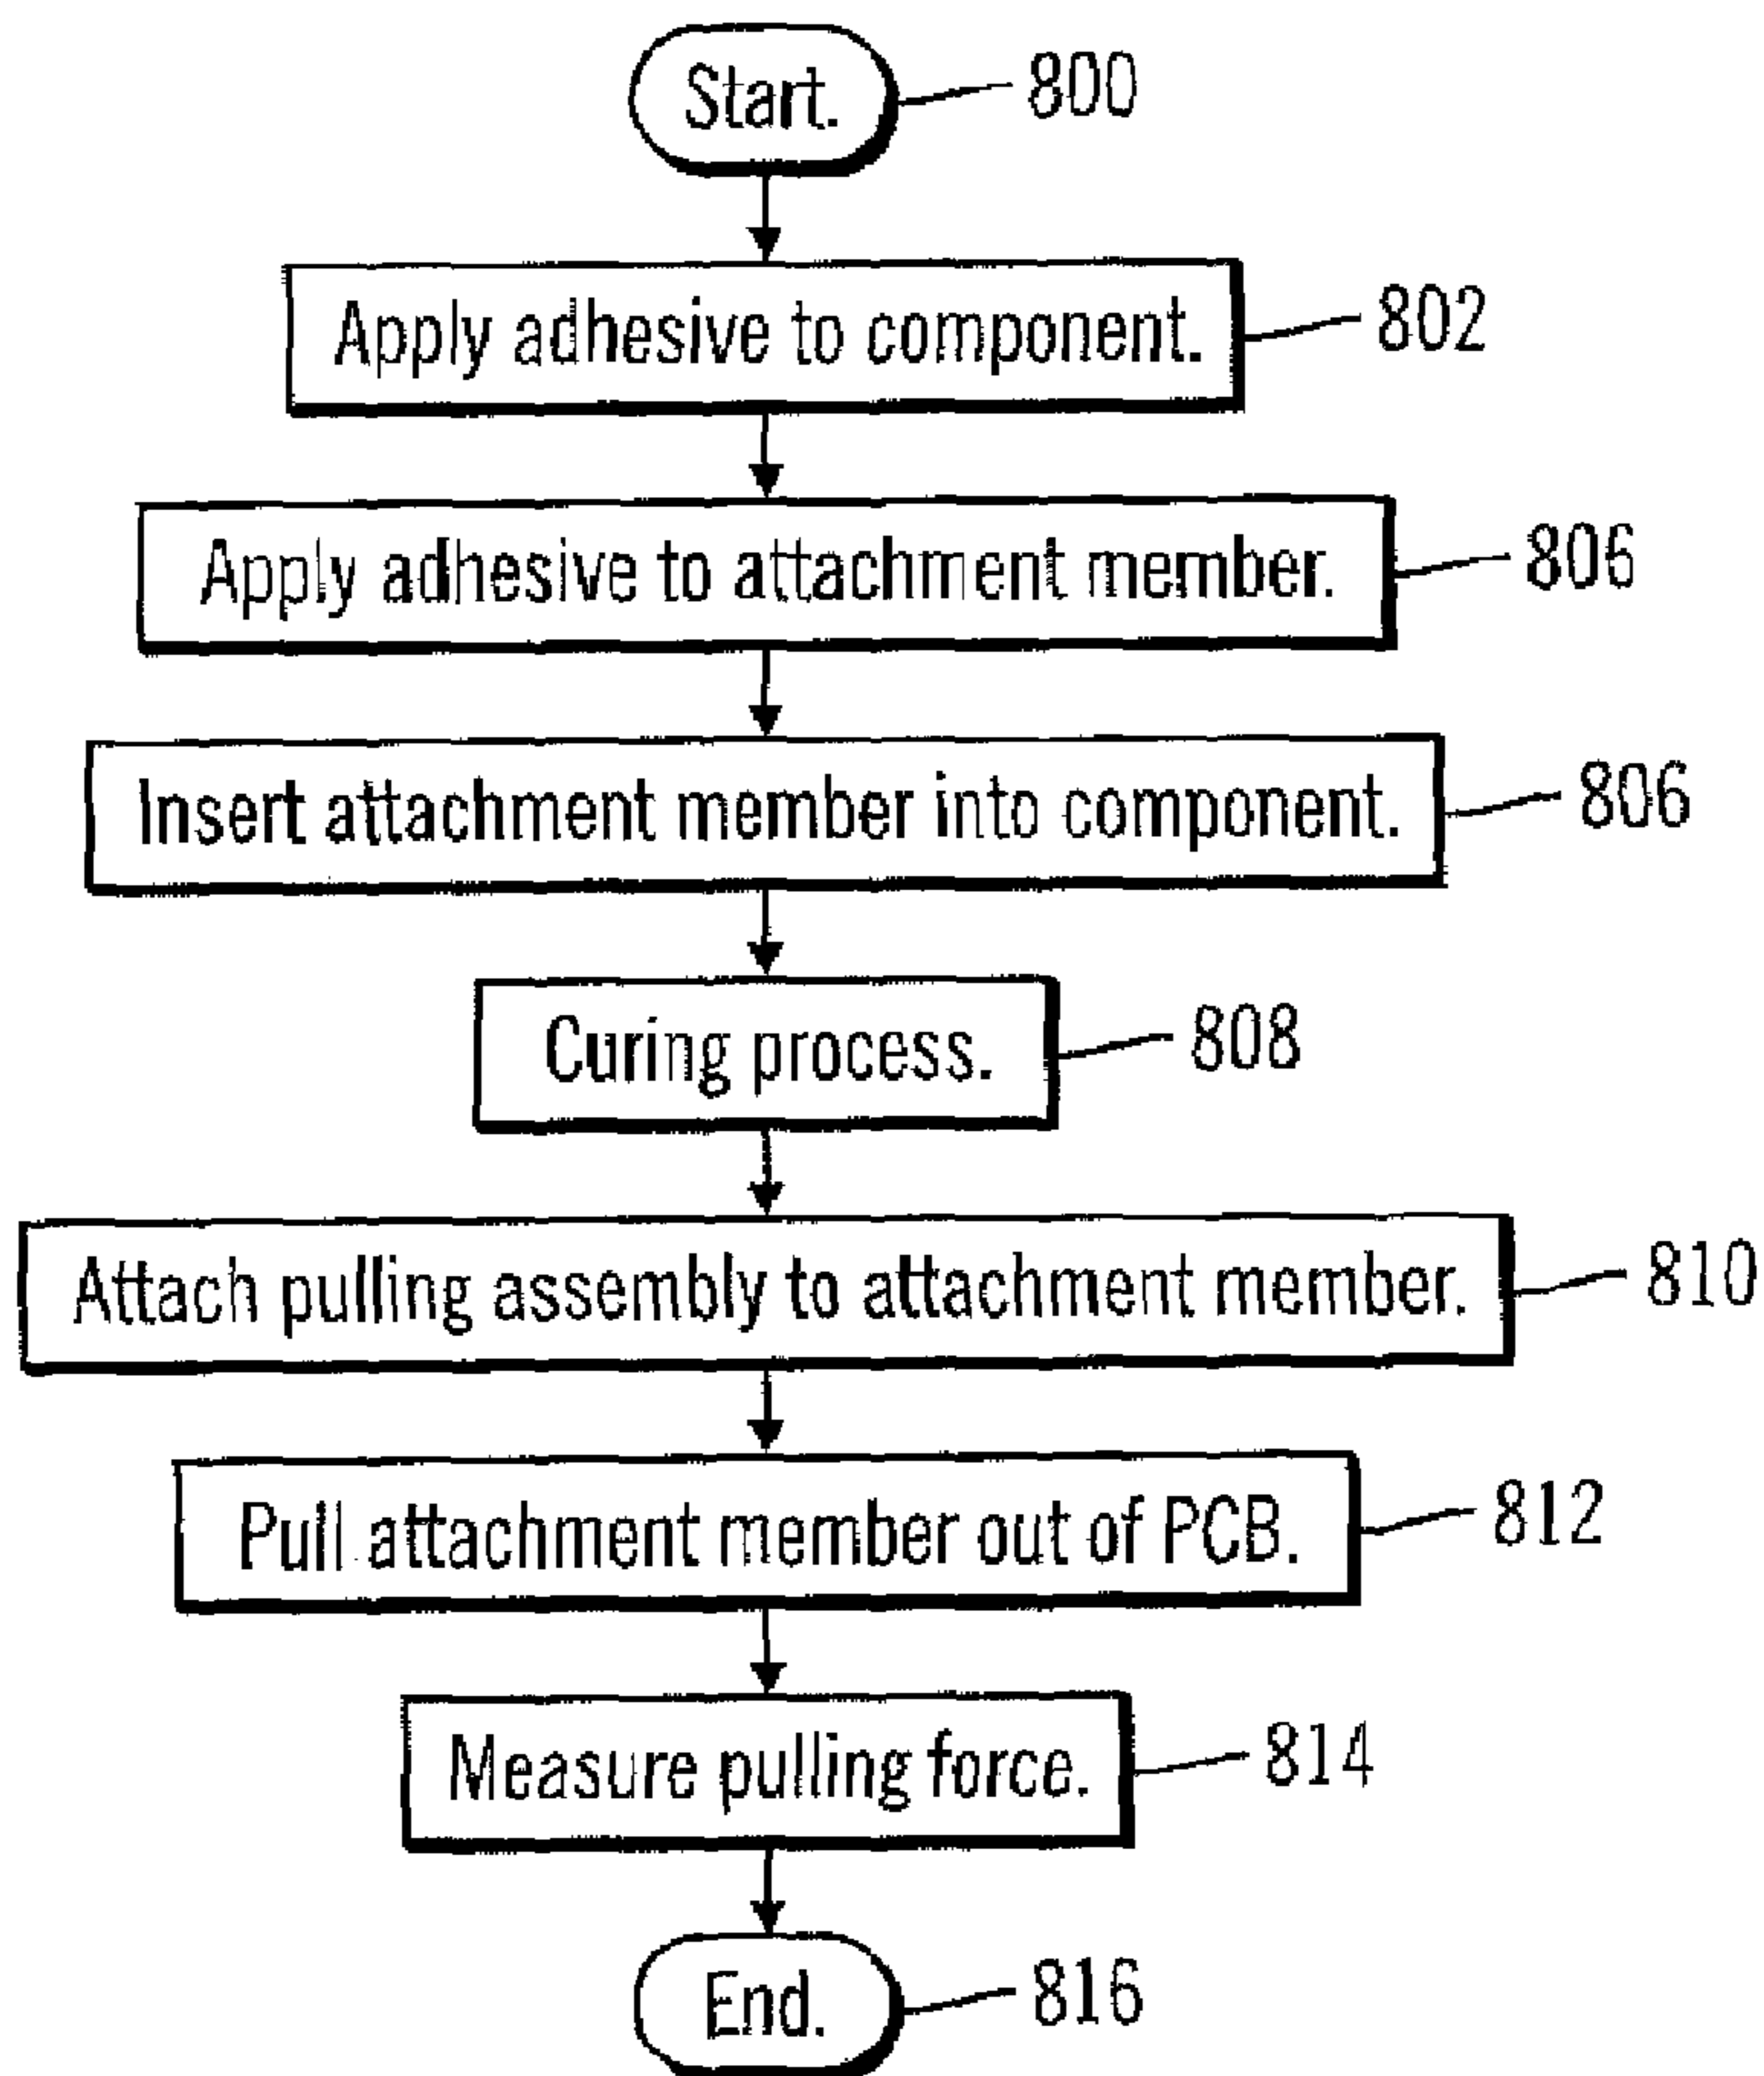 Start. 800
Apply adhesive to component. 802
Apply adhesive to attachment member. 806
Insert attachment member into component. 806
Curing process. 808
Attach pulling assembly to attachment member. 810
Pull attachment member out of PCB. 812
Measure pulling force. 814
End. 816